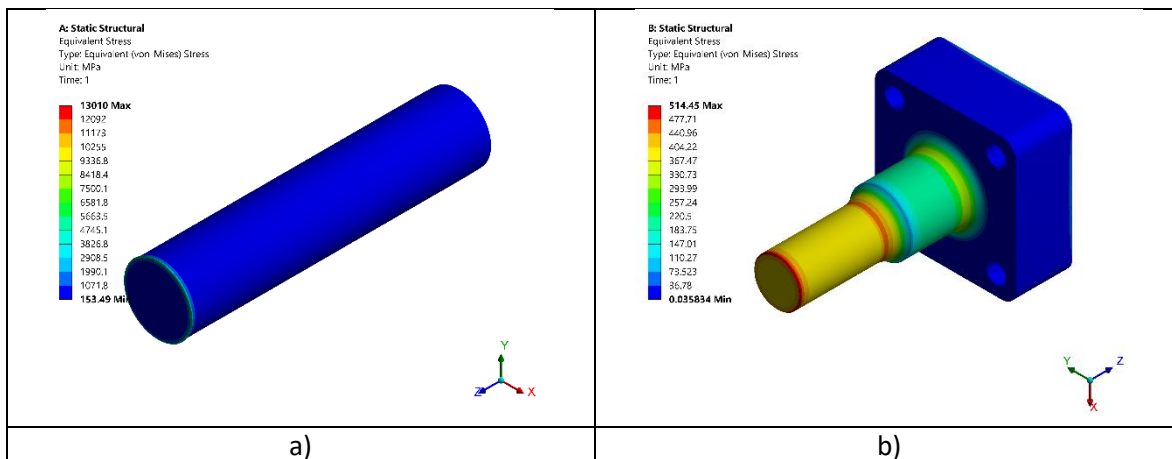 A: Static Structural
Equivalent Stress
Type: Equivalent (von-Mises) Stress
Unit: MPa
Time: 1
13010 Max
12092
11173
10255
9336.8
8418.4
7500.1
6581.8
5663.5
4745.1
3826.8
2908.5
1990.1
1071.8
153.49 Min
Y
Z
X
a)
B: Static Structural
Equivalent Stress
Type: Equivalent (von-Mises) Stress
Unit: MPa
Time: 1
514.45 Max
477.71
440.96
404.22
367.47
330.73
293.99
257.24
220.5
183.75
147.01
110.27
73.523
36.78
0.035834 Min
Y
Z
X
b)